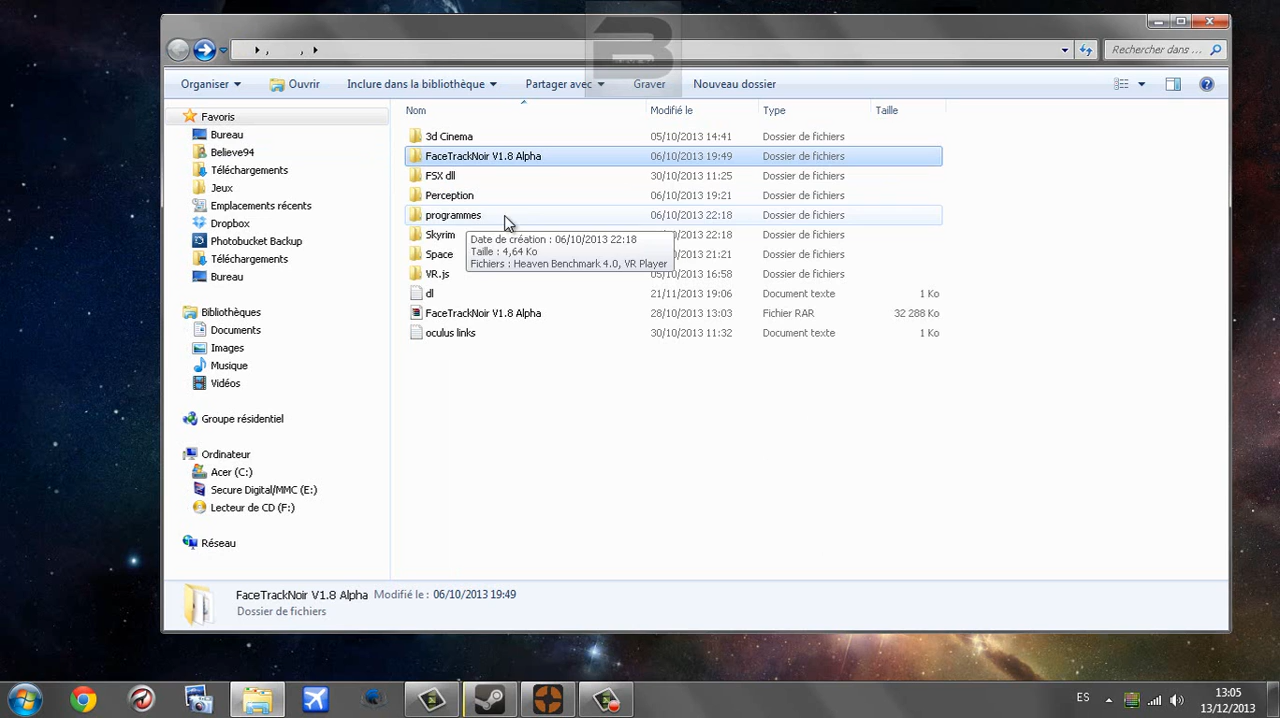 Rechercher dans ...
Organiser Ouvrir Inclure dans la bibliothèque Partager avec Graver Nouveau dossier
Favoris
Bureau
Believe94
Téléchargements
Jeux
Emplacements récents
Dropbox
Photobucket Backup
Téléchargements
Bureau
Bibliothèques
Documents
Images
Musique
Vidéos
Groupe résidentiel
Ordinateur
Acer (C:)
Secure Digital/MMC (E:)
Lecteur de CD (F:)
Réseau
Nom Modifié le Type Taille
3d Cinema 05/10/2013 14:41 Dossier de fichiers
FaceTrackNoir V1.8 Alpha 06/10/2013 19:49 Dossier de fichiers
FSX dll 30/10/2013 11:25 Dossier de fichiers
Perception 06/10/2013 19:21 Dossier de fichiers
programmes 06/10/2013 22:18 Dossier de fichiers
Skyrim 22:18 Dossier de fichiers
Space 21:21 Dossier de fichiers
VR.js 05/10/2013 16:58 Dossier de fichiers
dl 21/11/2013 19:06 Document texte 1 Ko
FaceTrackNoir V1.8 Alpha 28/10/2013 13:03 Fichier RAR 32 288 Ko
oculus links 30/10/2013 11:32 Document texte 1 Ko
Date de création : 06/10/2013 22:18
Taille : 4,64 Ko
Fichiers : Heaven Benchmark 4.0, VR Player
FaceTrackNoir V1.8 Alpha Modifié le : 06/10/2013 19:49
Dossier de fichiers
ES
13:05
13/12/2013